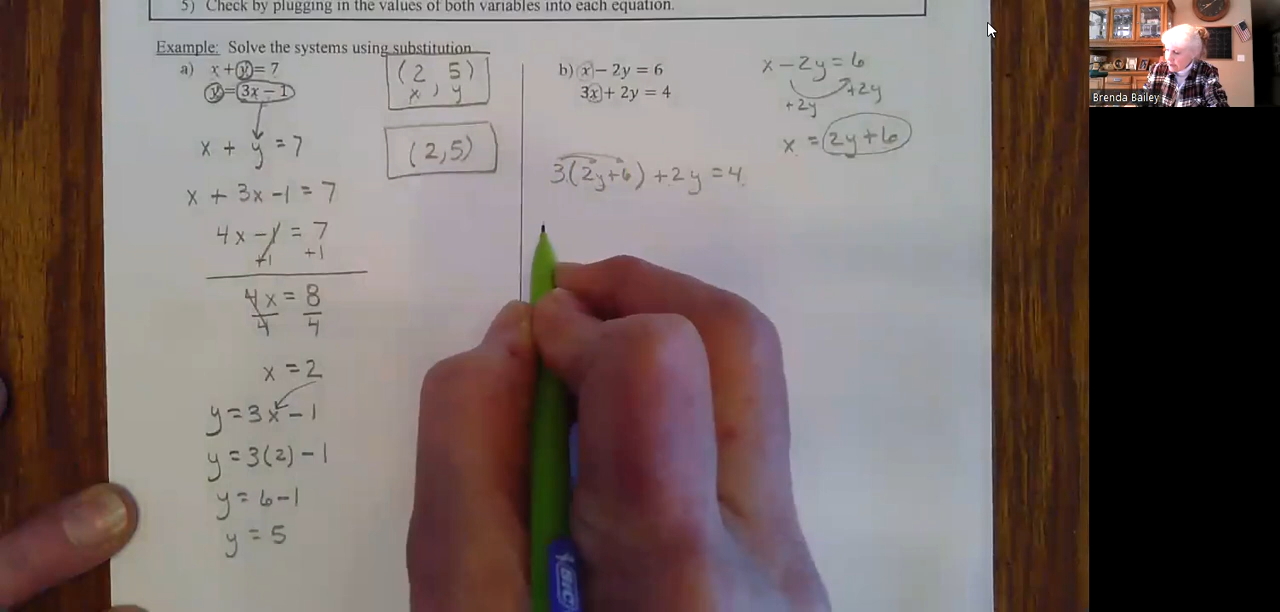 5) Check by plugging in the values of both variables into each equation.
Example: Solve the systems using substitution
a) x + y = 7
y = 3x − 1
x + y = 7
x + 3x − 1 = 7
4x − 1 = 7
+1 +1
4x = 8
4 4
x = 2
y = 3x − 1
y = 3(2) − 1
y = 6 − 1
y = 5
(2, 5)
x, y
(2,5)
b) x − 2y = 6
3x + 2y = 4
x − 2y = 6
+2y +2y
x = 2y + 6
3(2y+6) + 2y = 4
BIC
Brenda Bailey